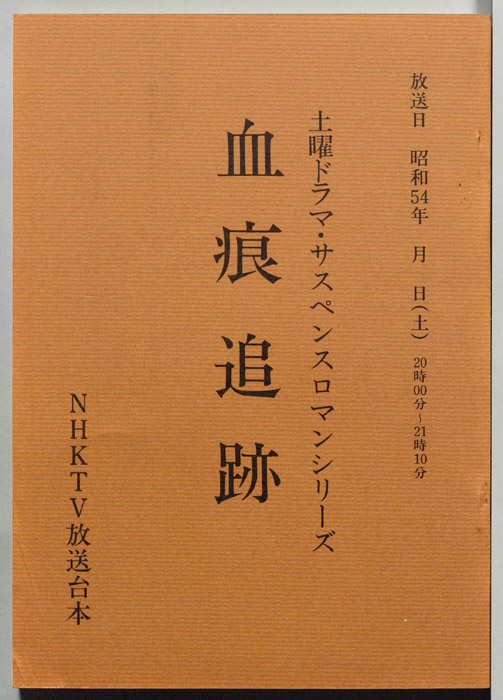 放送日 昭和54年 月 日(土) 20時00分~21時10分
土曜ドラマ・サスペンスロマンシリーズ
血痕追跡
NHKTV放送台本